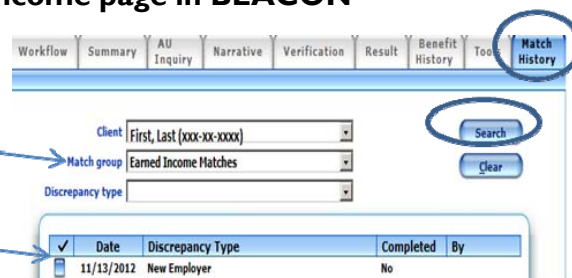 ncome page in BEACON
Workflow Summary AU Inquiry Narrative Verification Result Benefit History Tools Match History
Client First, Last (xxx-xx-xxxx) Search
Match group Earned Income Matches Clear
Discrepancy type
✓ Date Discrepancy Type Completed By
11/13/2012 New Employer No